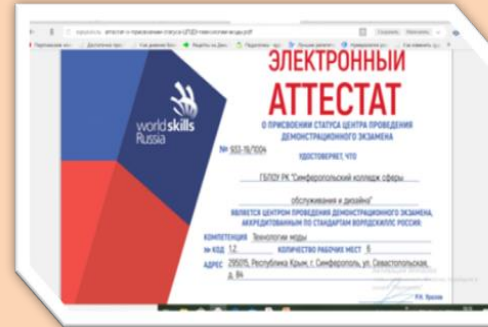 аттестат о присвоении статуса ЦПДЭ технологии моды.pdf
ЭЛЕКТРОННЫЙ
АТТЕСТАТ
О ПРИСВОЕНИИ СТАТУСА ЦЕНТРА ПРОВЕДЕНИЯ
ДЕМОНСТРАЦИОННОГО ЭКЗАМЕНА
worldskills
Russia
№ 933-19/1004
УДОСТОВЕРЯЕТ, ЧТО
ГБПОУ РК "Симферопольский колледж сферы
обслуживания и дизайна"
ЯВЛЯЕТСЯ ЦЕНТРОМ ПРОВЕДЕНИЯ ДЕМОНСТРАЦИОННОГО ЭКЗАМЕНА,
АККРЕДИТОВАННЫМ ПО СТАНДАРТАМ ВОРЛДСКИЛЛС РОССИЯ
КОМПЕТЕНЦИЯ Технологии моды
№ КОД 1.2 КОЛИЧЕСТВО РАБОЧИХ МЕСТ 6
АДРЕС 295015, Республика Крым, г. Симферополь, ул. Севастопольская,
д. 84